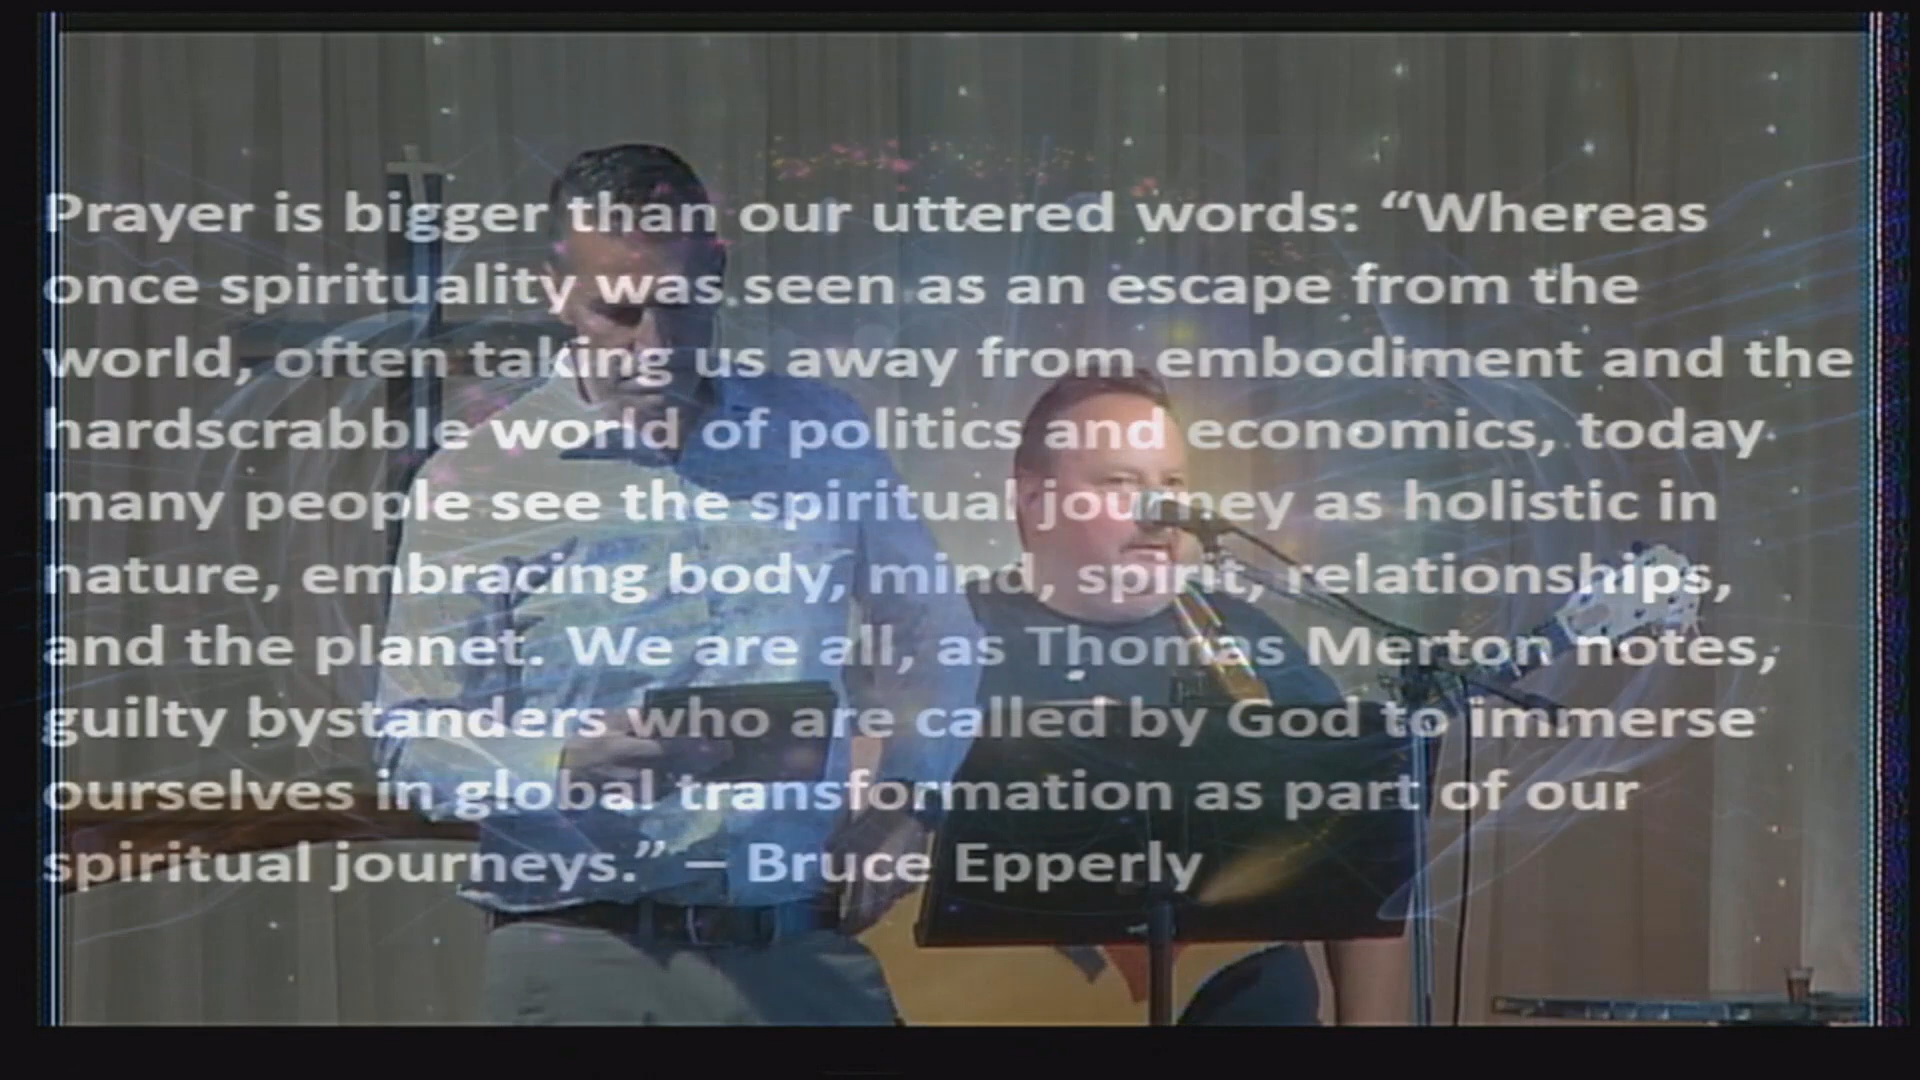 Prayer is bigger than our uttered words: “Whereas
once spirituality was seen as an escape from the
world, often taking us away from embodiment and the
hardscrabble world of politics and economics, today
many people see the spiritual journey as holistic in
nature, embracing body, mind, spirit, relationships,
and the planet. We are all, as Thomas Merton notes,
guilty bystanders who are called by God to immerse
ourselves in global transformation as part of our
spiritual journeys.” – Bruce Epperly